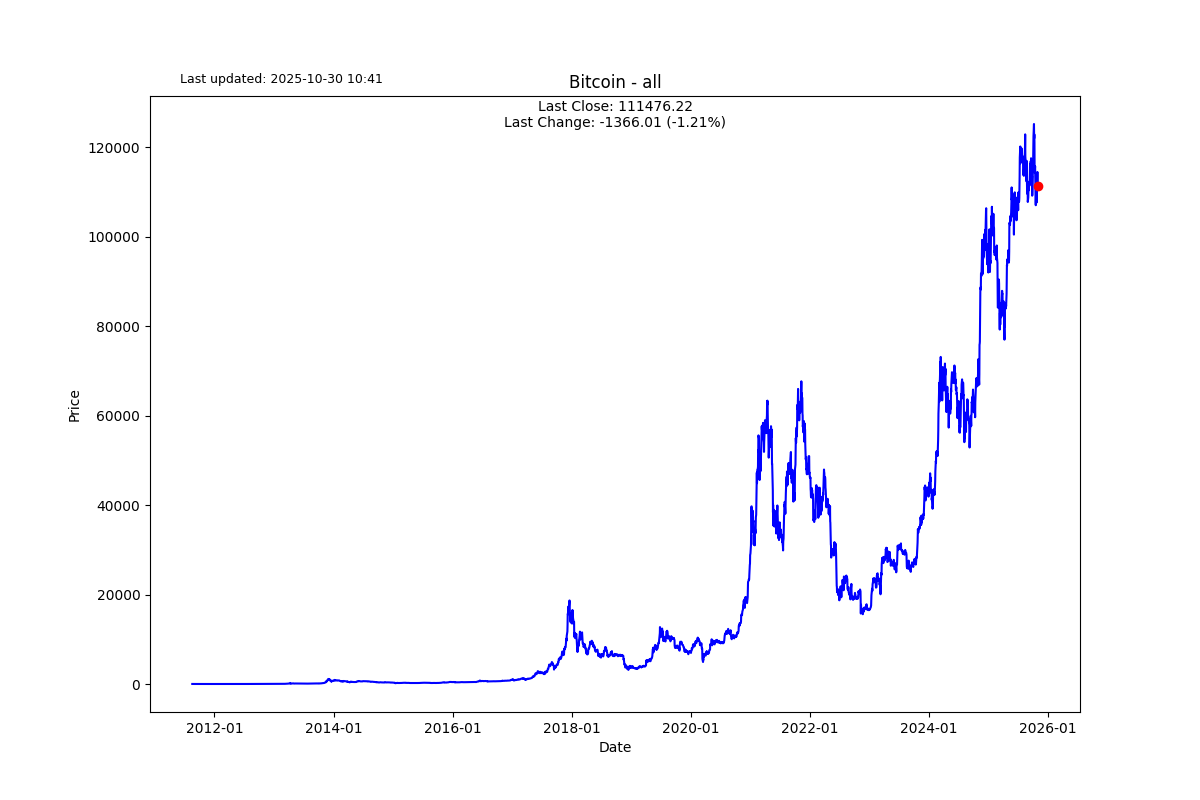 Last updated: 2025-10-30 10:41
Bitcoin - all
Last Close: 111476.22
Last Change: -1366.01 (-1.21%)
120000
100000
80000
60000
40000
20000
0
Price
2012-01
2014-01
2016-01
2018-01
2020-01
2022-01
2024-01
2026-01
Date